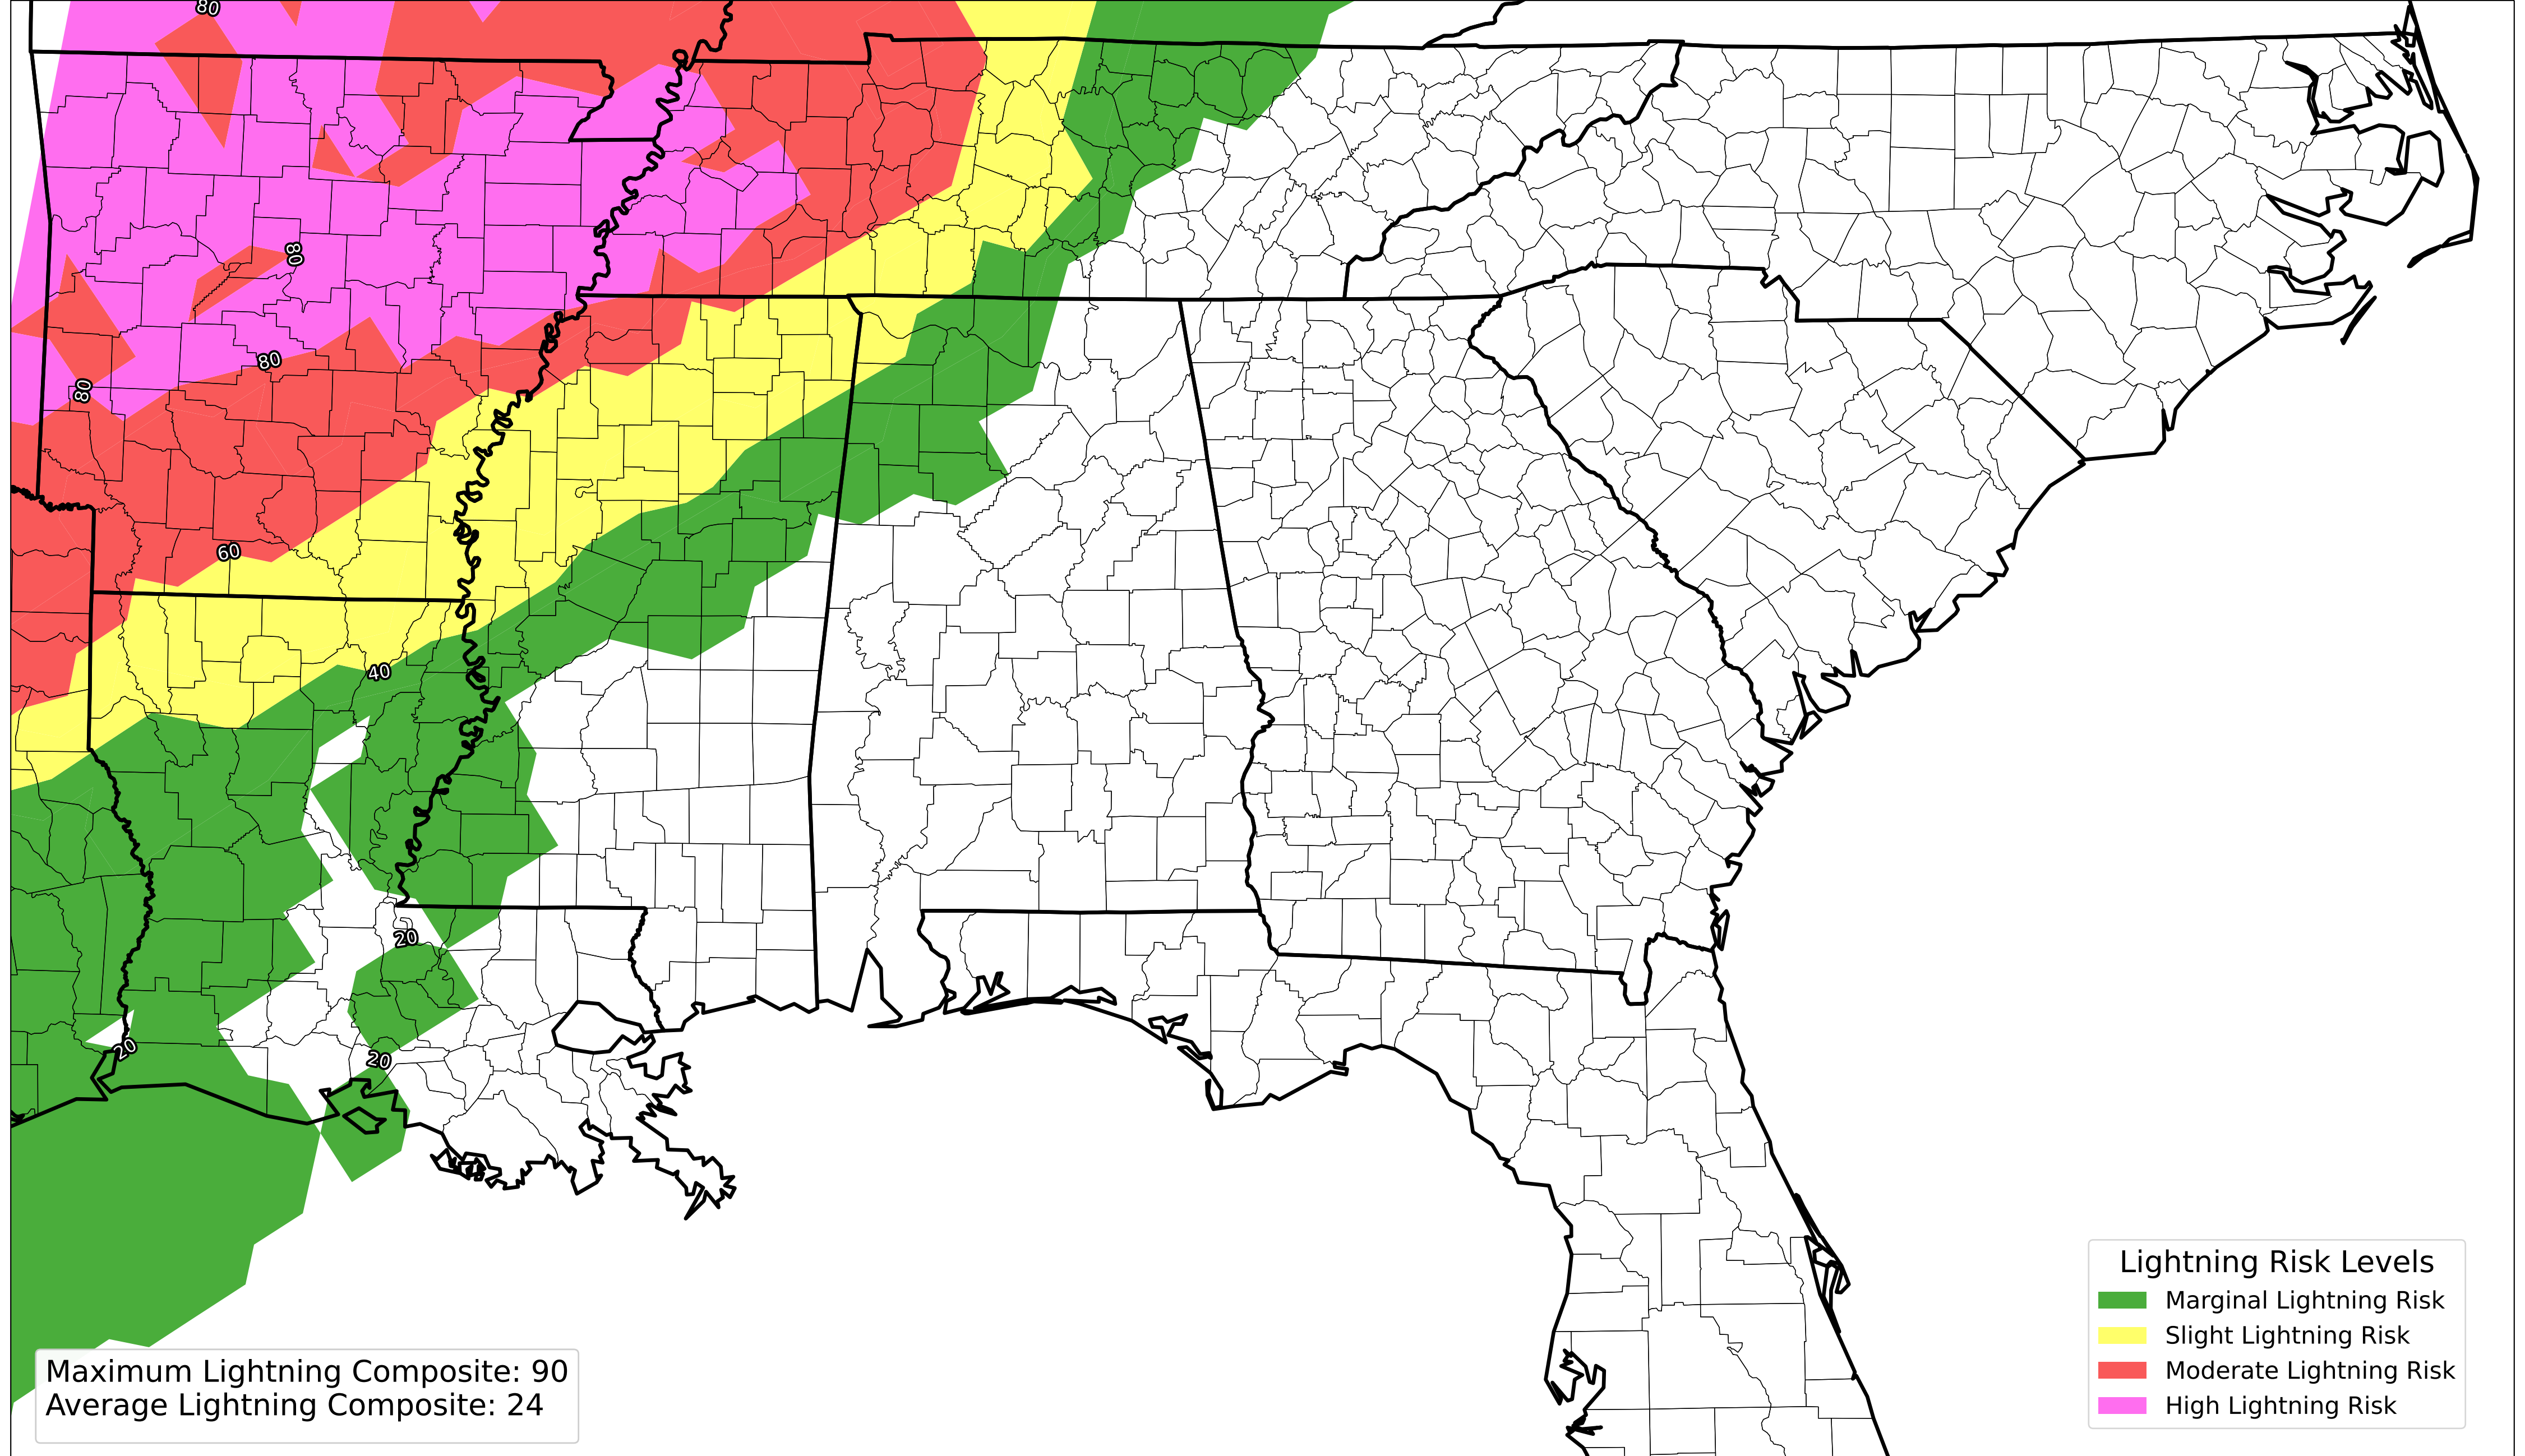 80
80
80
80
60
40
20
20
20
Maximum Lightning Composite: 90
Average Lightning Composite: 24
Lightning Risk Levels
Marginal Lightning Risk
Slight Lightning Risk
Moderate Lightning Risk
High Lightning Risk